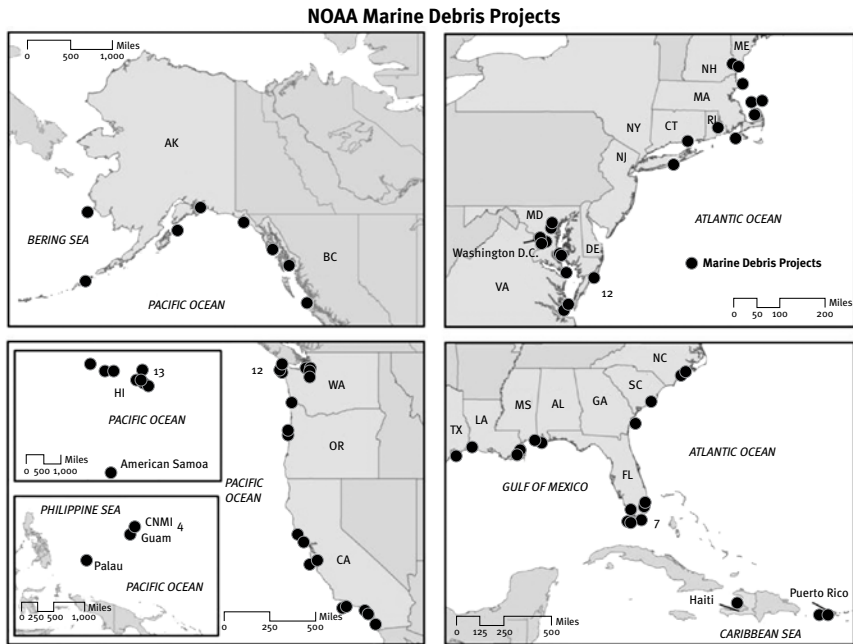 NOAA Marine Debris Projects
Miles
0 500 1,000
AK
BERING SEA
BC
PACIFIC OCEAN
ME
NH
MA
NY
CT
RI
NJ
MD
ATLANTIC OCEAN
Washington D.C.
DE
Marine Debris Projects
VA
12
Miles
0 50 100 200
13
HI
PACIFIC OCEAN
Miles
0 500 1,000
American Samoa
PHILIPPINE SEA
CNMI 4
Guam
Palau
PACIFIC OCEAN
Miles
0 250 500 1,000
12
WA
OR
PACIFIC
OCEAN
CA
Miles
0 250 500
NC
SC
MS
AL
GA
LA
TX
ATLANTIC OCEAN
FL
GULF OF MEXICO
7
Haiti
Puerto Rico
Miles
0 125 250 500
CARIBBEAN SEA